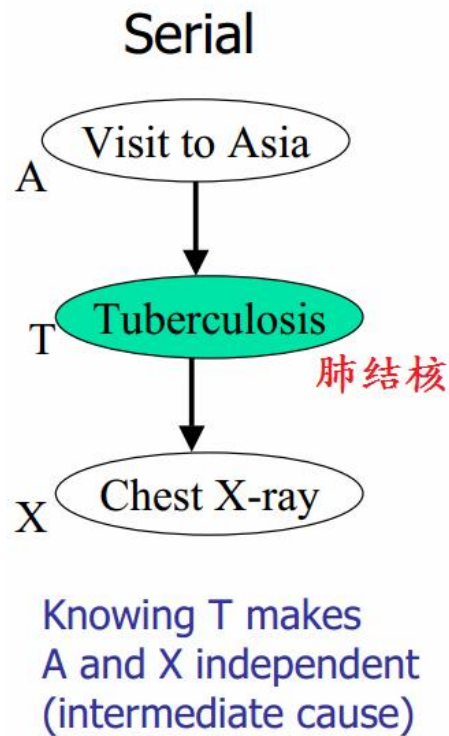 Serial
Visit to Asia
A
Tuberculosis
T
肺结核
Chest X-ray
X
Knowing T makes
A and X independent
(intermediate cause)